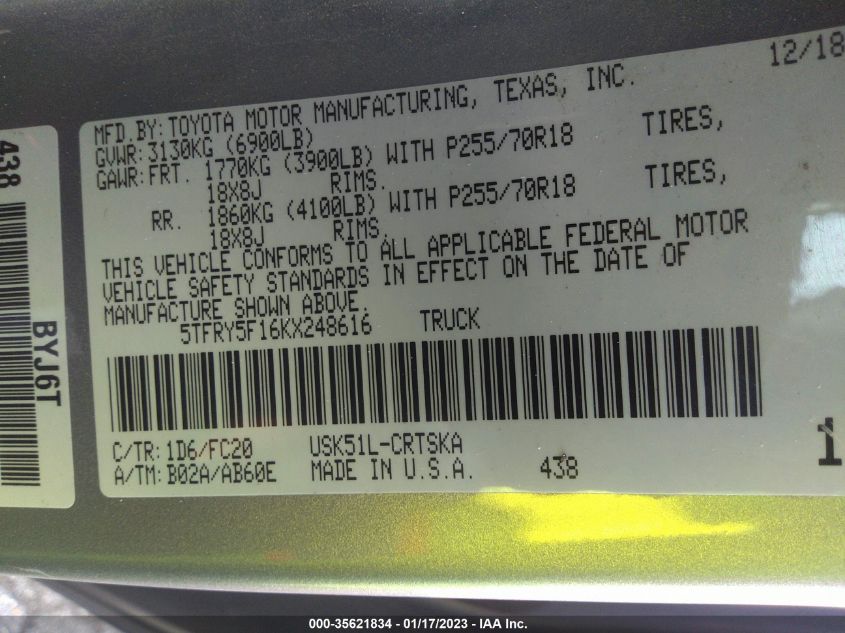 12/18
MFD.BY:TOYOTA MOTOR MANUFACTURING, TEXAS, INC.
GVWR:3130KG (6900LB)
GAWR:FRT. 1770KG (3900LB) WITH P255/70R18 TIRES,
18X8J RIMS.
RR. 1860KG (4100LB) WITH P255/70R18 TIRES,
18X8J RIMS.
THIS VEHICLE CONFORMS TO ALL APPLICABLE FEDERAL MOTOR
VEHICLE SAFETY STANDARDS IN EFFECT ON THE DATE OF
MANUFACTURE SHOWN ABOVE.
5TFRY5F16KX248616 TRUCK
C/TR:1D6/FC20 USK51L-CRTSKA
A/TM:B02A/AB60E MADE IN U.S.A. 438
1
438
BYJ6T
000-35621834 - 01/17/2023 - IAA Inc.